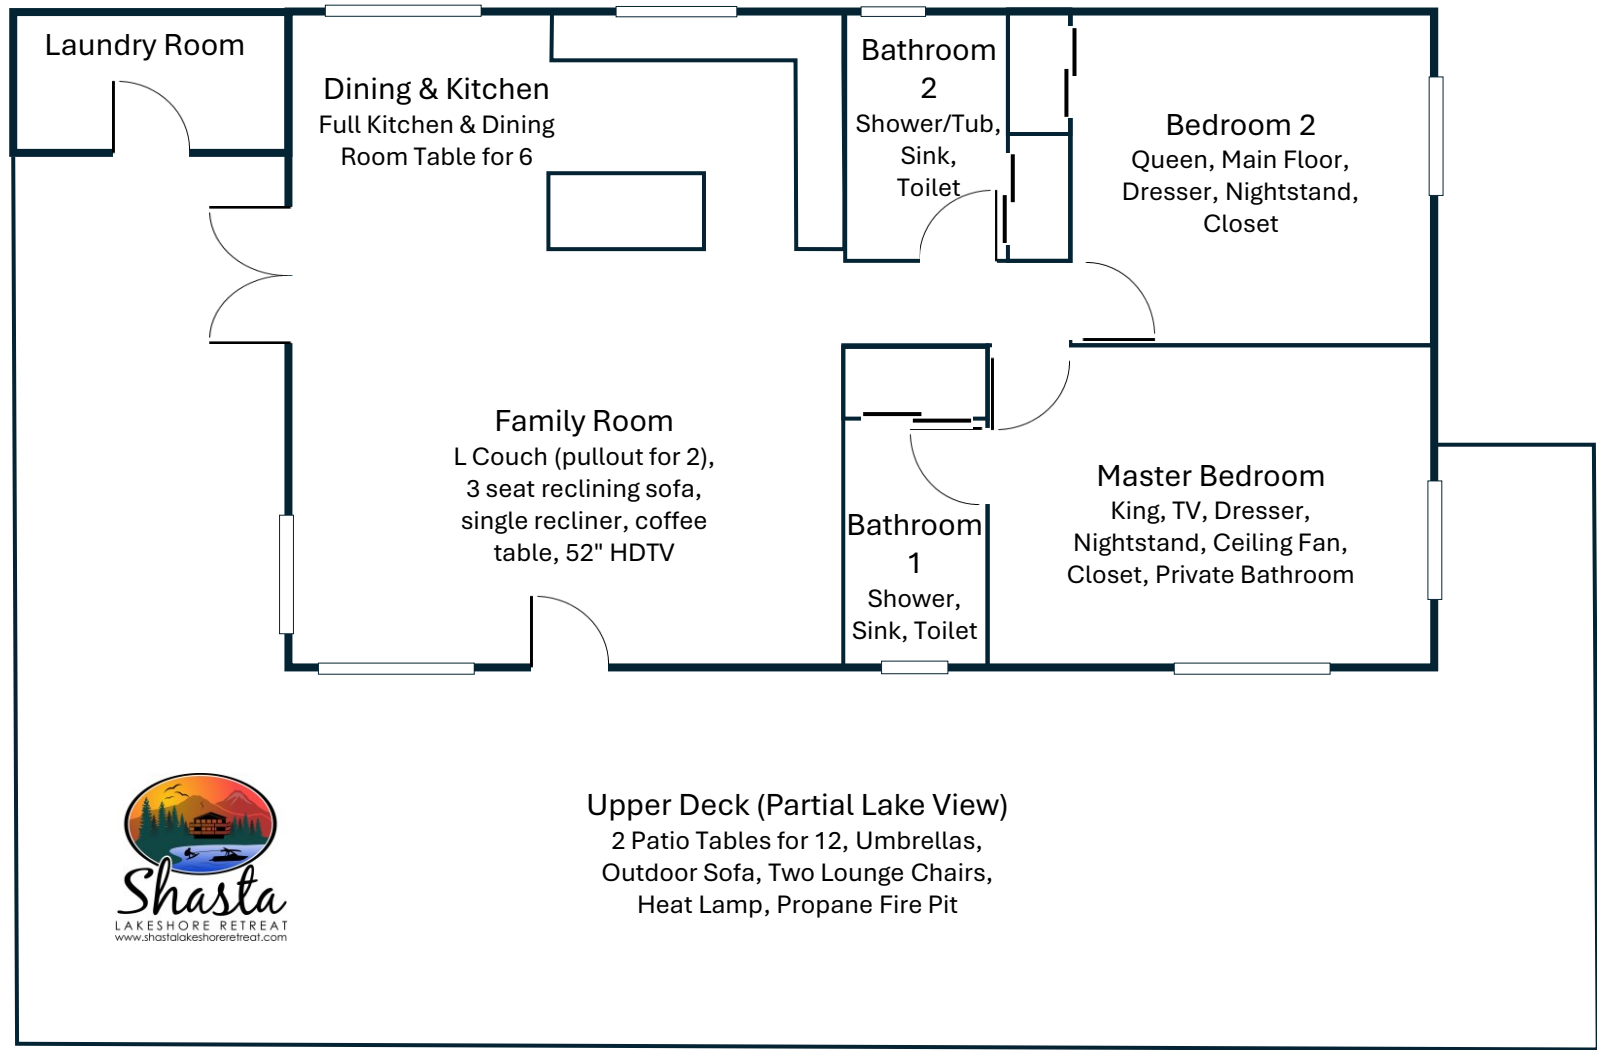 Laundry Room
Dining & Kitchen
Full Kitchen & Dining
Room Table for 6
Bathroom
2
Shower/Tub,
Sink,
Toilet
Bedroom 2
Queen, Main Floor,
Dresser, Nightstand,
Closet
Family Room
L Couch (pullout for 2),
3 seat reclining sofa,
single recliner, coffee
table, 52" HDTV
Bathroom
1
Shower,
Sink, Toilet
Master Bedroom
King, TV, Dresser,
Nightstand, Ceiling Fan,
Closet, Private Bathroom
Upper Deck (Partial Lake View)
2 Patio Tables for 12, Umbrellas,
Outdoor Sofa, Two Lounge Chairs,
Heat Lamp, Propane Fire Pit
Shasta
LAKESHORE RETREAT
www.shastalakeshoreretreat.com